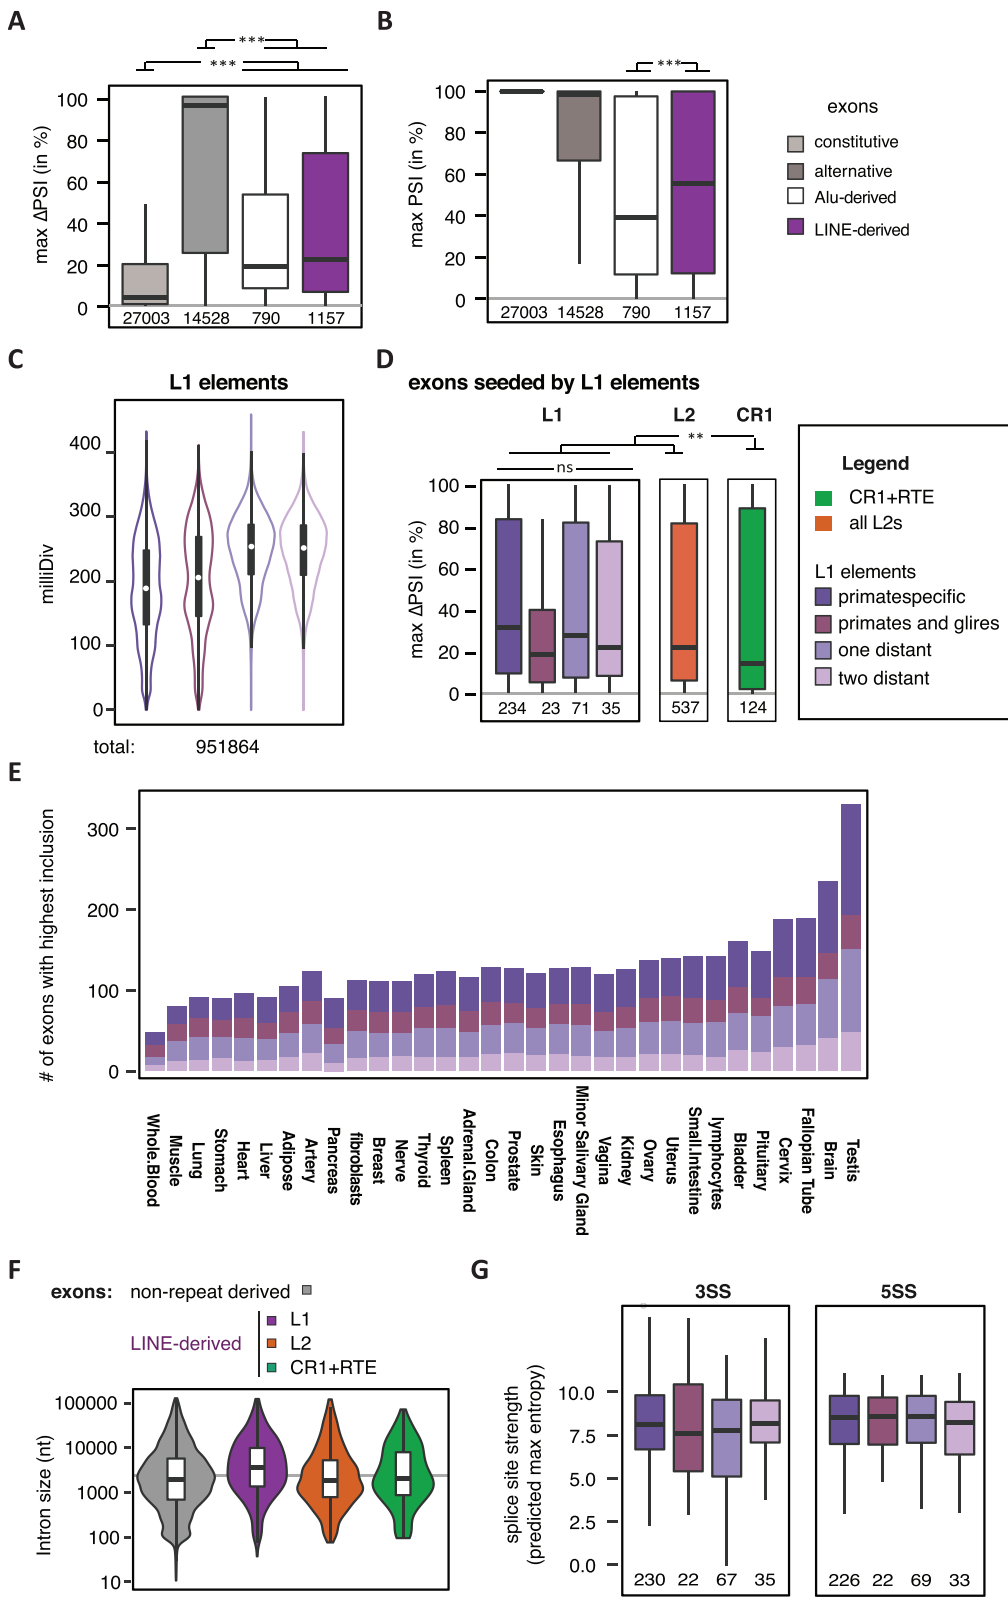 A
***
***
max ΔPSI (in %)
100
80
60
40
20
0
27003 14528 790 1157
B
***
max PSI (in %)
100
80
60
40
20
0
27003 14528 790 1157
exons
constitutive
alternative
Alu-derived
LINE-derived
C
L1 elements
milliDiv
400
300
200
100
0
total: 951864
D
exons seeded by L1 elements
L1 L2 CR1
**
ns
max ΔPSI (in %)
100
80
60
40
20
0
234 23 71 35 537 124
Legend
CR1+RTE
all L2s
L1 elements
primatespecific
primates and glires
one distant
two distant
E
# of exons with highest inclusion
300
200
100
0
Whole.Blood
Muscle
Lung
Stomach
Heart
Liver
Adipose
Artery
Pancreas
fibroblasts
Breast
Nerve
Thyroid
Spleen
Adrenal.Gland
Colon
Prostate
Skin
Esophagus
Minor Salivary Gland
Vagina
Kidney
Ovary
Uterus
Small.Intestine
lymphocytes
Bladder
Pituitary
Cervix
Fallopian Tube
Brain
Testis
F
exons: non-repeat derived
LINE-derived
L1
L2
CR1+RTE
Intron size (nt)
100000
10000
1000
100
10
G
3SS 5SS
splice site strength
(predicted max entropy)
10.0
7.5
5.0
2.5
0.0
230 22 67 35 226 22 69 33